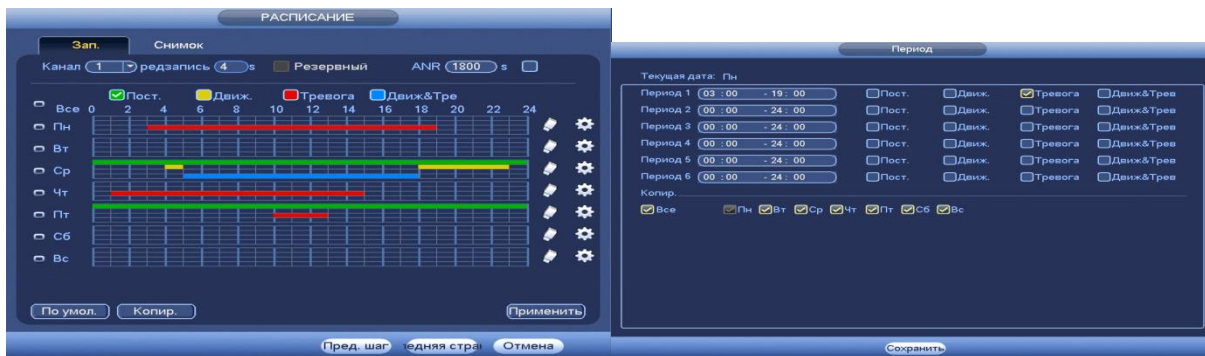 РАСПИСАНИЕ
Зап. Снимок
Канал 1 редзапись 4 s Резервный ANR 1800 s
Пост. Движ. Тревога Движ&Тре
Все 0 2 4 6 8 10 12 14 16 18 20 22 24
Пн
Вт
Ср
Чт
Пт
Сб
Вс
По умол. Копир. Применить
Пред. шаг едняя стра Отмена
Период
Текущая дата: Пн
Период 1 03 :00 - 19: 00 Пост. Движ. Тревога Движ&Трев
Период 2 00 :00 - 24: 00 Пост. Движ. Тревога Движ&Трев
Период 3 00 :00 - 24: 00 Пост. Движ. Тревога Движ&Трев
Период 4 00 :00 - 24: 00 Пост. Движ. Тревога Движ&Трев
Период 5 00 :00 - 24: 00 Пост. Движ. Тревога Движ&Трев
Период 6 00 :00 - 24: 00 Пост. Движ. Тревога Движ&Трев
Копир.
Все Пн Вт Ср Чт Пт Сб Вс
Сохранить